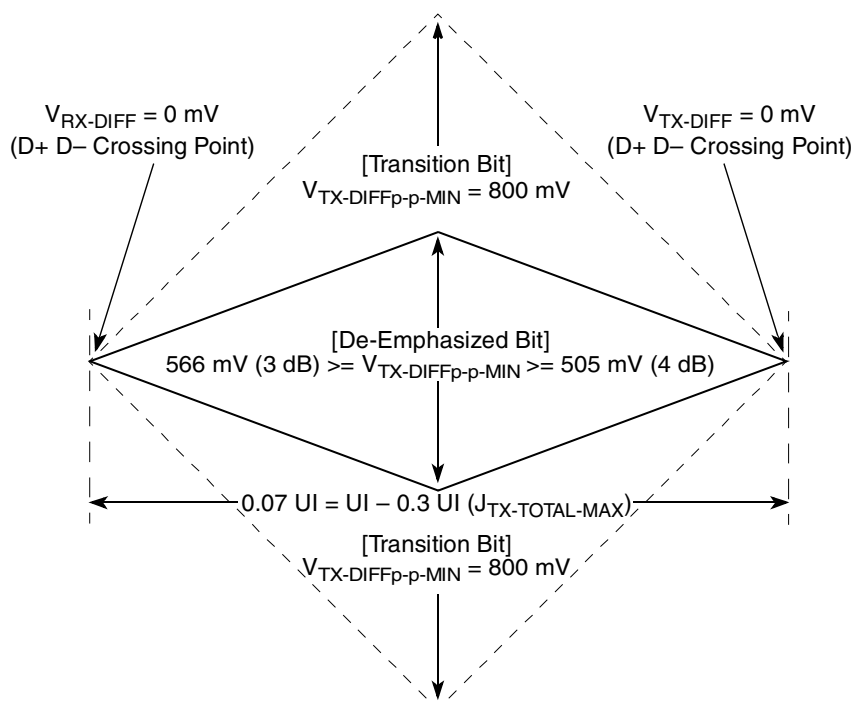 V_RX-DIFF = 0 mV
(D+ D– Crossing Point)
V_TX-DIFF = 0 mV
(D+ D– Crossing Point)
[Transition Bit]
V_TX-DIFFp-p-MIN = 800 mV
[De-Emphasized Bit]
566 mV (3 dB) >= V_TX-DIFFp-p-MIN >= 505 mV (4 dB)
0.07 UI = UI – 0.3 UI (J_TX-TOTAL-MAX)
[Transition Bit]
V_TX-DIFFp-p-MIN = 800 mV